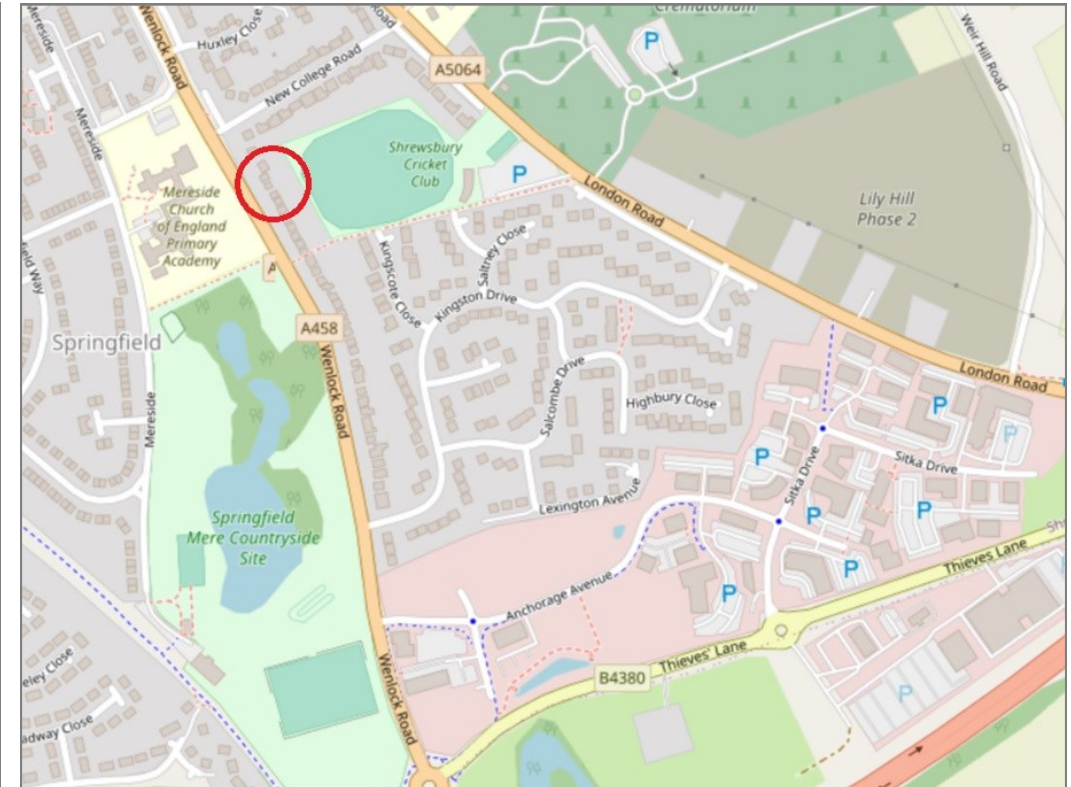 Crematorium
Mereside
Wenlock Road
Huxley Close
New College Road
Road
A5064
P
Weir Hill Road
Mereside
Shrewsbury
Cricket
Club
P
London Road
Lily Hill
Phase 2
Mereside
Church
of England
Primary
Academy
A
Kingscote Close
Saltney Close
Kingston Drive
A458
Springfield
Wenlock Road
Mereside
Salcombe Drive
Highbury Close
London Road
P
P
P
Sitka Drive
Sitka Drive
Lexington Avenue
P
P
Springfield
Mere Countryside
Site
Thieves Lane
P
P
Anchorage Avenue
Thieves' Lane
B4380
P
Wenlock Road
adway Close